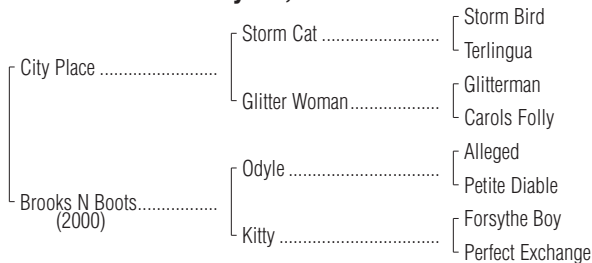 Storm Bird
Storm Cat ......................
Terlingua
City Place ......................
Glitterman
Glitter Woman.................
Carols Folly
Alleged
Odyle ............................
Petite Diable
Brooks N Boots...............
(2000)
Forsythe Boy
Kitty ..............................
Perfect Exchange